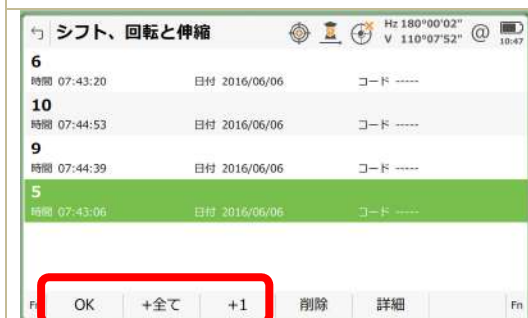 シフト、回転と伸縮 Hz 180°00'02" @
V 110°07'52" 10:47
6
時間 07:43:20 日付 2016/06/06 コード -----
10
時間 07:44:53 日付 2016/06/06 コード -----
9
時間 07:44:39 日付 2016/06/06 コード -----
5
時間 07:43:06 日付 2016/06/06 コード -----
OK +全て +1 削除 詳細 Fn